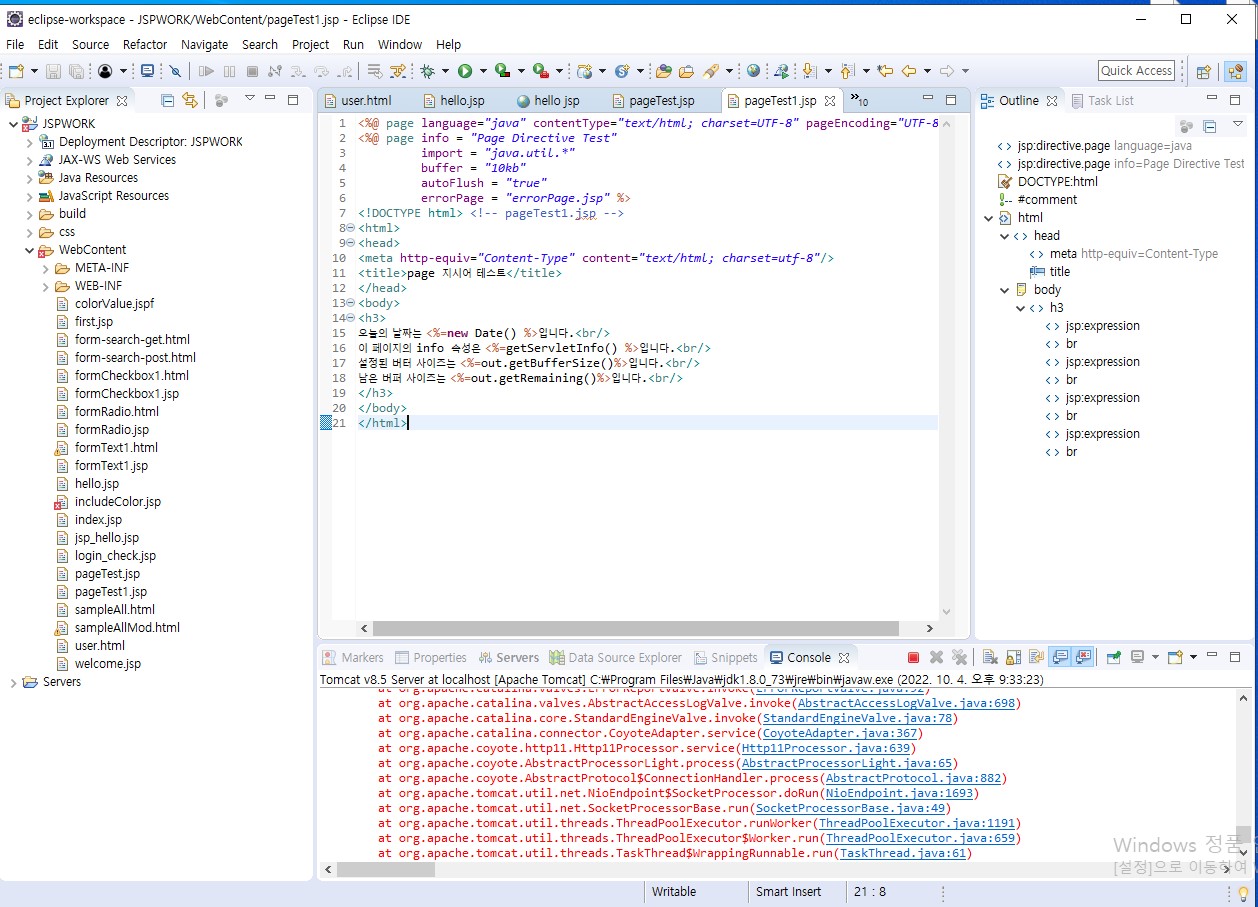 eclipse-workspace - JSPWORK/WebContent/pageTest1.jsp - Eclipse IDE
File Edit Source Refactor Navigate Search Project Run Window Help
Quick Access
Project Explorer
JSPWORK
Deployment Descriptor: JSPWORK
JAX-WS Web Services
Java Resources
JavaScript Resources
build
css
WebContent
META-INF
WEB-INF
colorValue.jspf
first.jsp
form-search-get.html
form-search-post.html
formCheckbox1.html
formCheckbox1.jsp
formRadio.html
formRadio.jsp
formText1.html
formText1.jsp
hello.jsp
includeColor.jsp
index.jsp
jsp_hello.jsp
login_check.jsp
pageTest.jsp
pageTest1.jsp
sampleAll.html
sampleAllMod.html
user.html
welcome.jsp
Servers
user.html hello.jsp hello jsp pageTest.jsp pageTest1.jsp »10
1 <%@ page language="java" contentType="text/html; charset=UTF-8" pageEncoding="UTF-8
2 <%@ page info = "Page Directive Test"
3 import = "java.util.*"
4 buffer = "10kb"
5 autoFlush = "true"
6 errorPage = "errorPage.jsp" %>
7 <!DOCTYPE html> <!-- pageTest1.jsp -->
8 <html>
9 <head>
10 <meta http-equiv="Content-Type" content="text/html; charset=utf-8"/>
11 <title>page 지시어 테스트</title>
12 </head>
13 <body>
14 <h3>
15 오늘의 날짜는 <%=new Date() %>입니다.<br/>
16 이 페이지의 info 속성은 <%=getServletInfo() %>입니다.<br/>
17 설정된 버터 사이즈는 <%=out.getBufferSize()%>입니다.<br/>
18 남은 버퍼 사이즈는 <%=out.getRemaining()%>입니다.<br/>
19 </h3>
20 </body>
21 </html>
Outline Task List
jsp:directive.page language=java
jsp:directive.page info=Page Directive Test
DOCTYPE:html
#comment
html
head
meta http-equiv=Content-Type
title
body
h3
jsp:expression
br
jsp:expression
br
jsp:expression
br
jsp:expression
br
Markers Properties Servers Data Source Explorer Snippets Console
Tomcat v8.5 Server at localhost [Apache Tomcat] C:₩Program Files₩Java₩jdk1.8.0_73₩jre₩bin₩javaw.exe (2022. 10. 4. 오후 9:33:23)
at org.apache.catalina.valves.ErrorReportValve.invoke(ErrorReportValve.java:92)
at org.apache.catalina.valves.AbstractAccessLogValve.invoke(AbstractAccessLogValve.java:698)
at org.apache.catalina.core.StandardEngineValve.invoke(StandardEngineValve.java:78)
at org.apache.catalina.connector.CoyoteAdapter.service(CoyoteAdapter.java:367)
at org.apache.coyote.http11.Http11Processor.service(Http11Processor.java:639)
at org.apache.coyote.AbstractProcessorLight.process(AbstractProcessorLight.java:65)
at org.apache.coyote.AbstractProtocol$ConnectionHandler.process(AbstractProtocol.java:882)
at org.apache.tomcat.util.net.NioEndpoint$SocketProcessor.doRun(NioEndpoint.java:1693)
at org.apache.tomcat.util.net.SocketProcessorBase.run(SocketProcessorBase.java:49)
at org.apache.tomcat.util.threads.ThreadPoolExecutor.runWorker(ThreadPoolExecutor.java:1191)
at org.apache.tomcat.util.threads.ThreadPoolExecutor$Worker.run(ThreadPoolExecutor.java:659)
at org.apache.tomcat.util.threads.TaskThread$WrappingRunnable.run(TaskThread.java:61)
Windows 정품
[설정]으로 이동하여
Writable Smart Insert 21 : 8